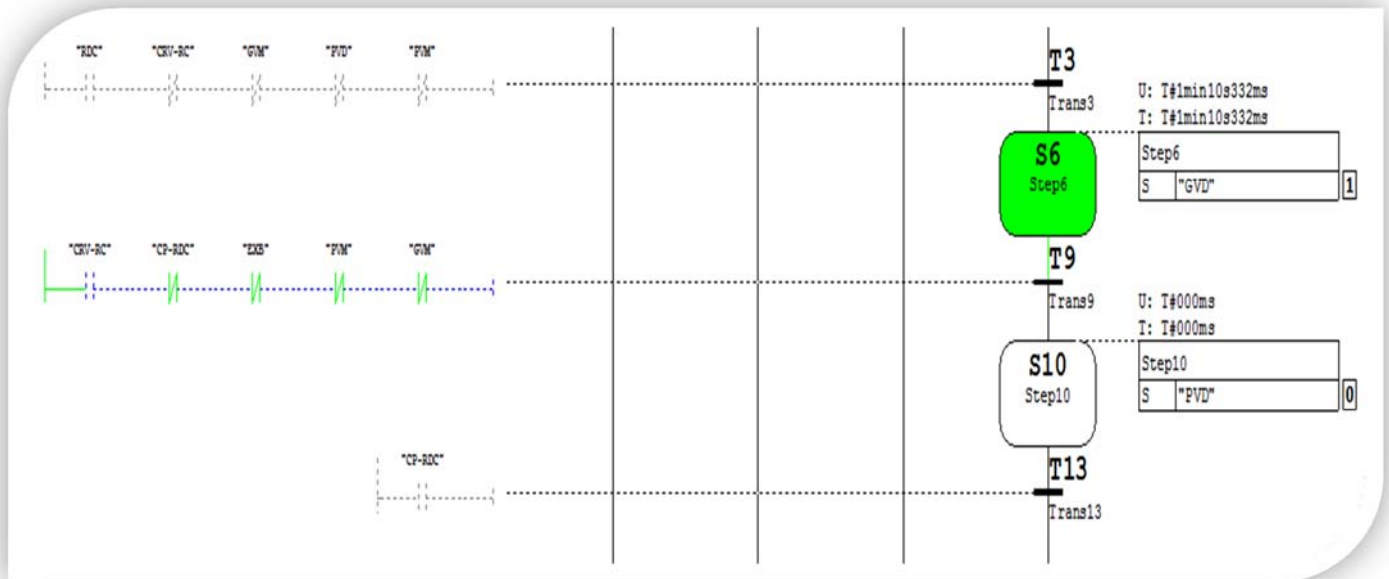 "RDC" "CRV-RC" "GVM" "PVD" "PVM"
T3
Trans3
U: T#1min10s332ms
T: T#1min10s332ms
S6
Step6
Step6
S "GVD" 1
"CRV-RC" "CP-RDC" "EXB" "PVM" "GVM"
T9
Trans9
U: T#000ms
T: T#000ms
S10
Step10
Step10
S "PVD" 0
"CP-RDC"
T13
Trans13